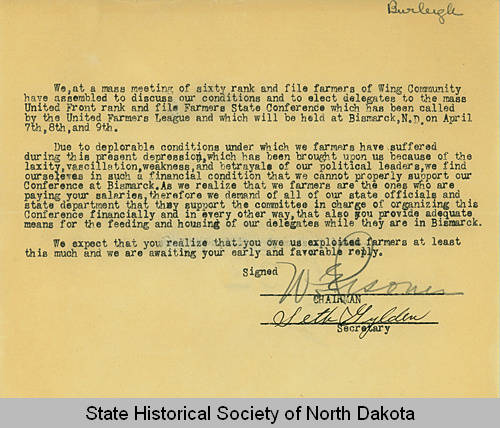 Burleigh
We, at a mass meeting of sixty rank and file farmers of Wing Community
have assembled to discuss our conditions and to elect delegates to the mass
United Front rank and file Farmers State Conference which has been called
by the United Farmers League and which will be held at Bismarck,N.D. on April
7th,8th,and 9th.
Due to deplorable conditions under which we farmers have suffered
during this present depression,which has been brought upon us because of the
laxity,vascillation,weakness,and betrayals of our political leaders,we find
ourseleves in such a financial condition that we cannot properly support our
Conference at Bismarck.As we realize that we farmers are the ones who are
paying your salaries,therefore we demand of all of our state officials and
state department that they support the committee in charge of organizing this
Conference financially and in every other way,that also you provide adequate
means for the feeding and housing of our delegates while they are in Bismarck.
We expect that you realize that you owe us exploited farmers at least
this much and we are awaiting your early and favorable reply.
Signed
CHAIRMAN
Seth Gylden
Secretary
State Historical Society of North Dakota